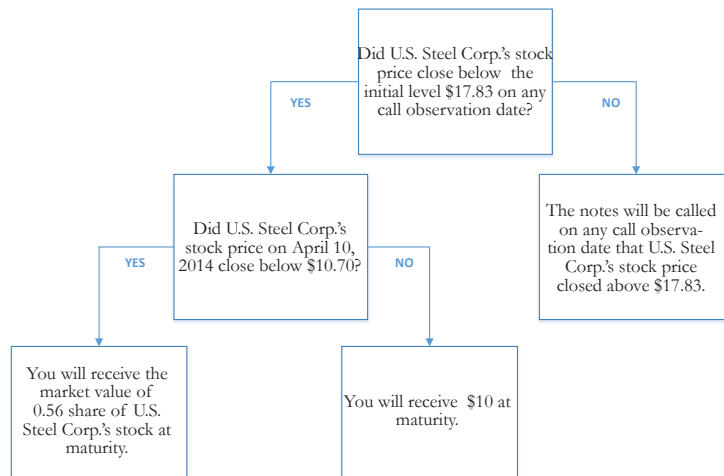 Did U.S. Steel Corp.'s stock
price close below the
initial level $17.83 on any
call observation date?
YES
NO
Did U.S. Steel Corp.'s
stock price on April 10,
2014 close below $10.70?
The notes will be called
on any call observa-
tion date that U.S. Steel
Corp.'s stock price
closed above $17.83.
YES
NO
You will receive the
market value of
0.56 share of U.S.
Steel Corp.'s stock at
maturity.
You will receive $10 at
maturity.